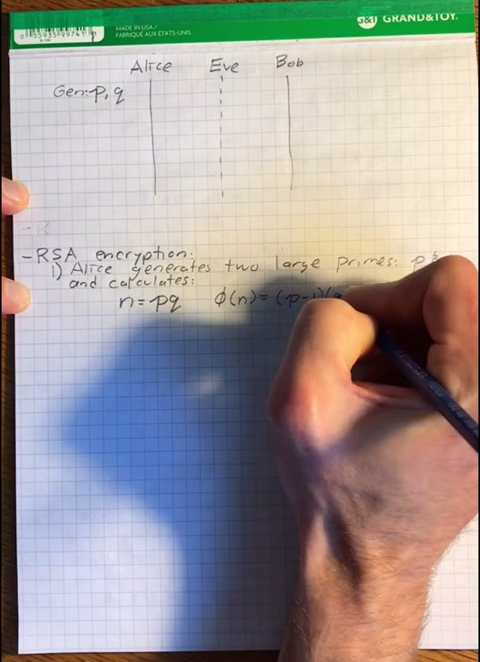 MADE IN USA /
FABRIQUÉ AUX ÉTATS-UNIS
G&T GRAND&TOY.
Alice Eve Bob
Gen: p, q
- RSA encryption:
1) Alice generates two large primes: p
and calculates:
n = pq φ(n) = (p-1)(q